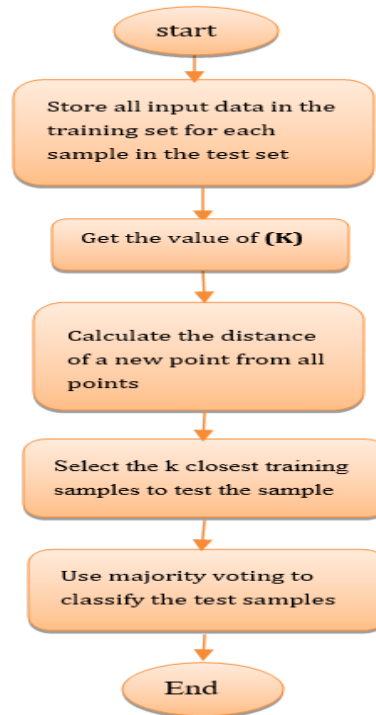 start
Store all input data in the
training set for each
sample in the test set
Get the value of (K)
Calculate the distance
of a new point from all
points
Select the k closest training
samples to test the sample
Use majority voting to
classify the test samples
End